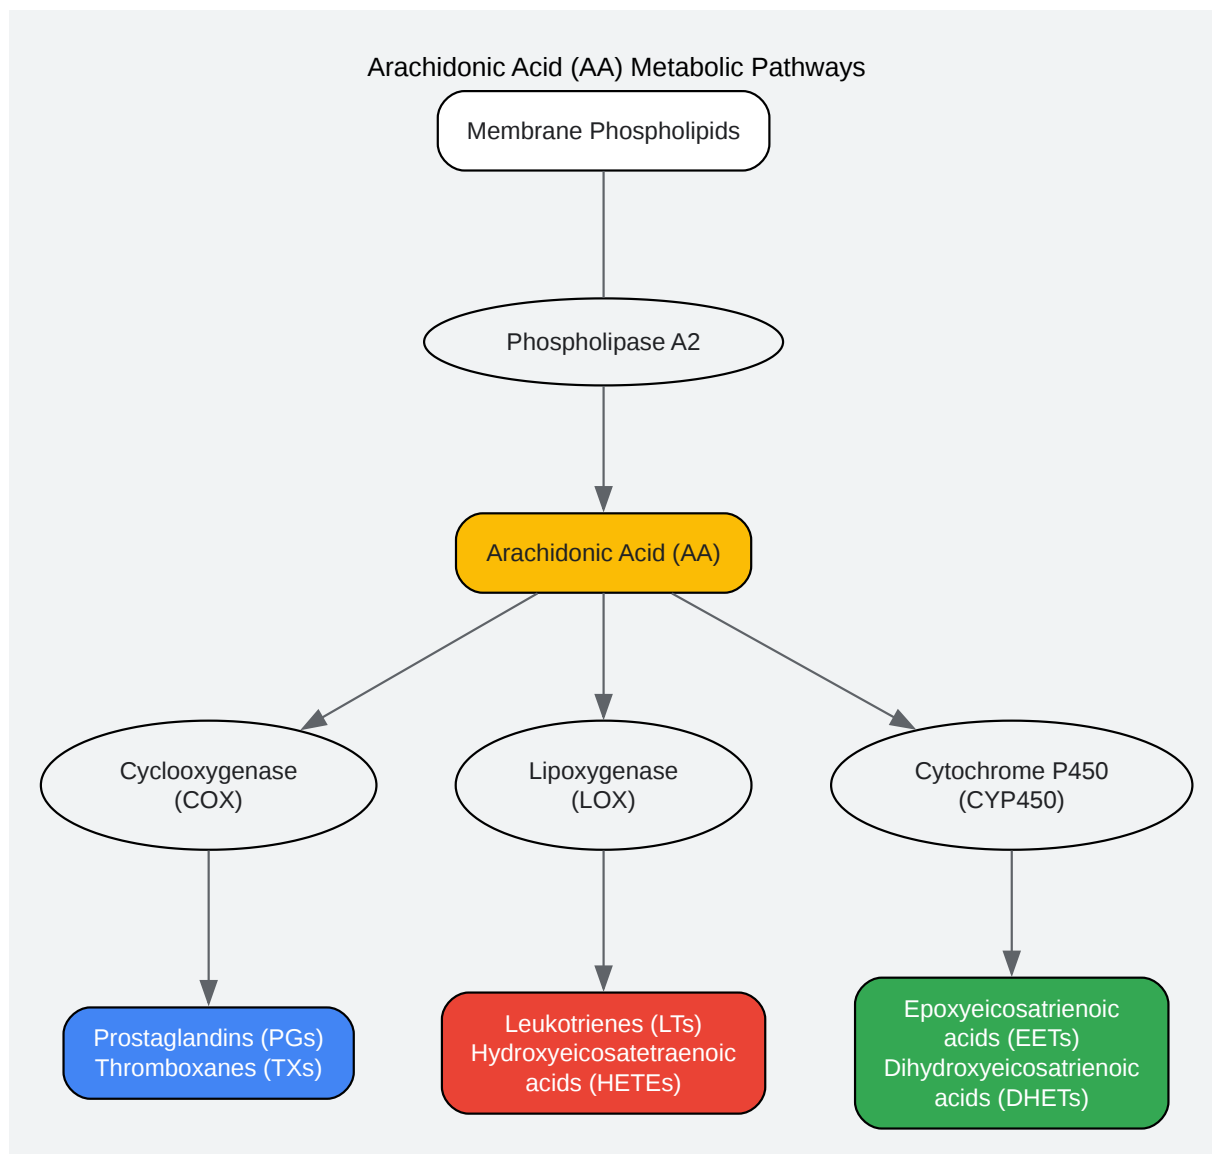 Arachidonic Acid (AA) Metabolic Pathways
Membrane Phospholipids
Phospholipase A2
Arachidonic Acid (AA)
Cyclooxygenase
(COX)
Lipoxygenase
(LOX)
Cytochrome P450
(CYP450)
Prostaglandins (PGs)
Thromboxanes (TXs)
Leukotrienes (LTs)
Hydroxyeicosatetraenoic
acids (HETEs)
Epoxyeicosatrienoic
acids (EETs)
Dihydroxyeicosatrienoic
acids (DHETs)